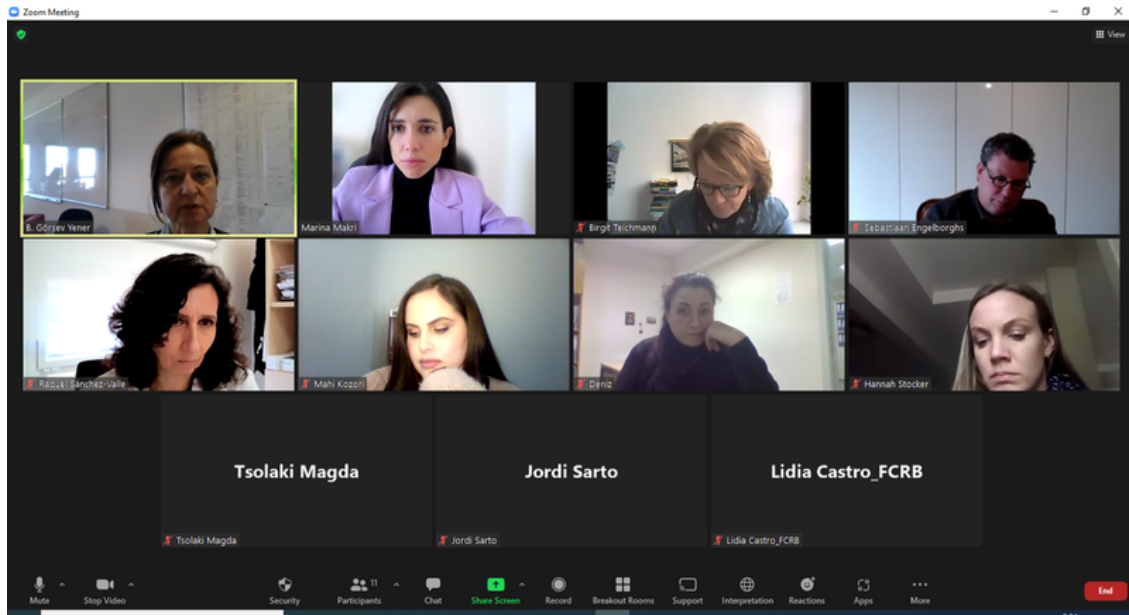 Zoom Meeting
View
B. Görsev Yener
Marina Makri
Birgit Teichmann
Sebastiaan Engelborghs
Raquel Sánchez-Valle
Mahi Kozori
Deniz
Hannah Stocker
Tsolaki Magda
Jordi Sarto
Lidia Castro_FCRB
Tsolaki Magda
Jordi Sarto
Lidia Castro_FCRB
11
Mute
Stop Video
Security
Participants
Chat
Share Screen
Record
Breakout Rooms
Support
Interpretation
Reactions
Apps
More
End